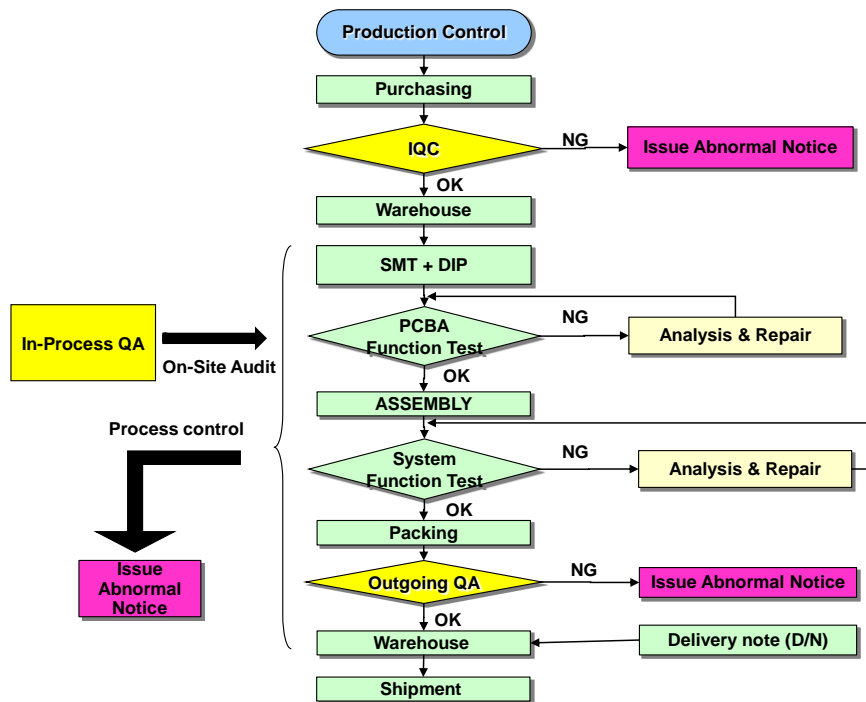 Production Control
Purchasing
IQC
NG
Issue Abnormal Notice
OK
Warehouse
SMT + DIP
In-Process QA
On-Site Audit
PCBA
Function Test
NG
Analysis & Repair
OK
ASSEMBLY
Process control
System
Function Test
NG
Analysis & Repair
OK
Packing
Issue
Abnormal
Notice
Outgoing QA
NG
Issue Abnormal Notice
OK
Warehouse
Delivery note (D/N)
Shipment